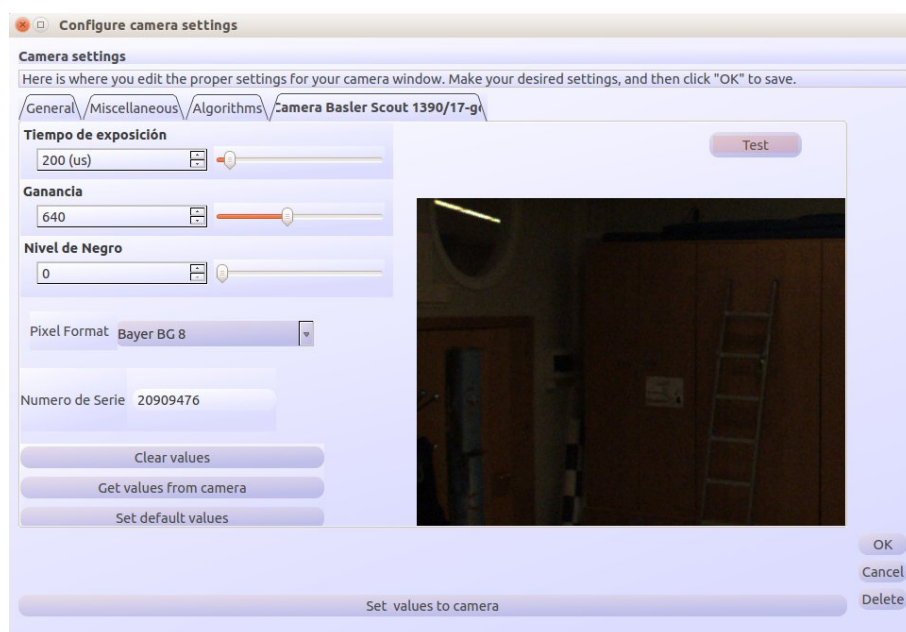 Configure camera settings
Camera settings
Here is where you edit the proper settings for your camera window. Make your desired settings, and then click "OK" to save.
General Miscellaneous Algorithms Camera Basler Scout 1390/17-g
Tiempo de exposición
200 (us)
Test
Ganancia
640
Nivel de Negro
0
Pixel Format Bayer BG 8
Numero de Serie 20909476
Clear values
Get values from camera
Set default values
OK
Cancel
Delete
Set values to camera